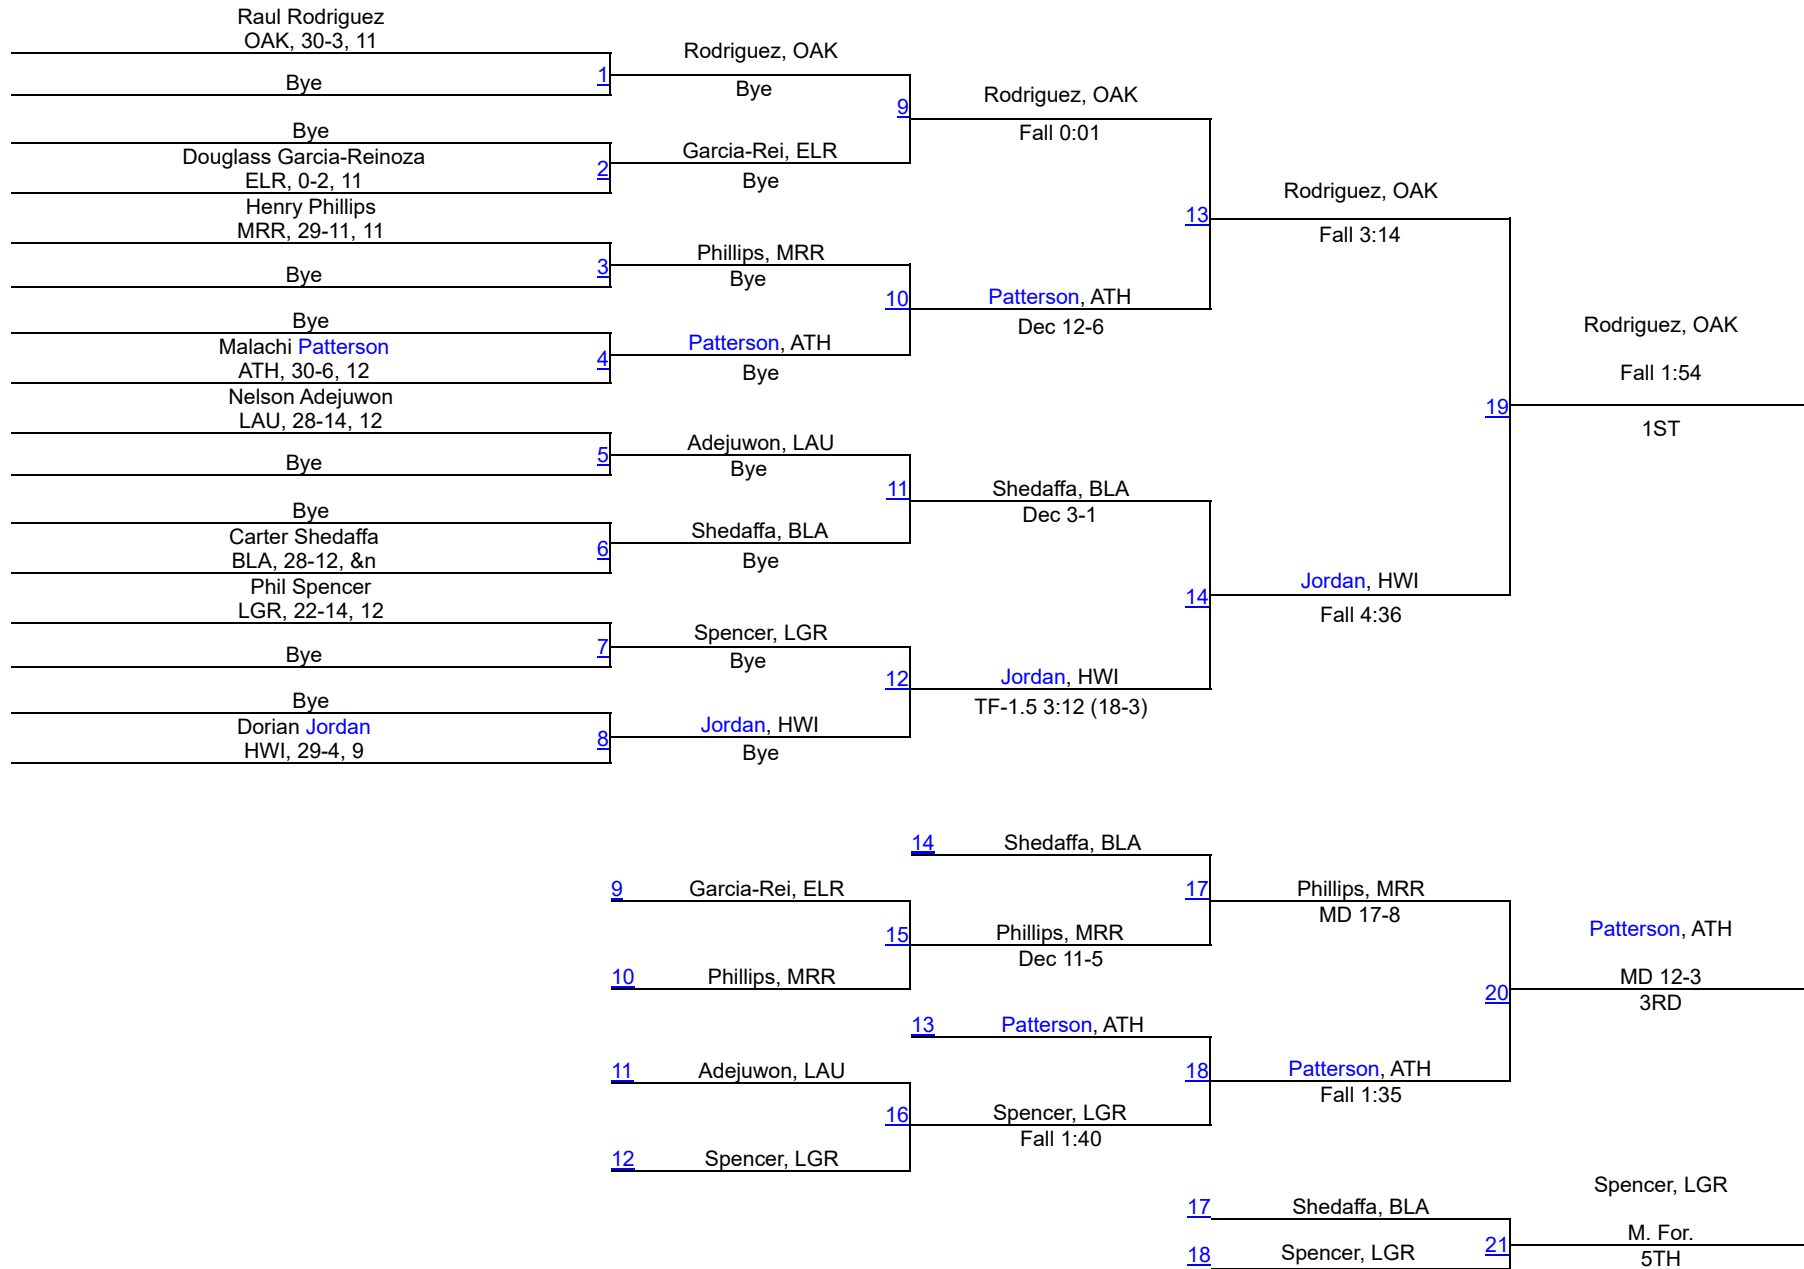 Raul Rodriguez
OAK, 30-3, 11
Bye
1
Bye
Douglass Garcia-Reinoza
ELR, 0-2, 11
2
Henry Phillips
MRR, 29-11, 11
Bye
3
Bye
Malachi Patterson
ATH, 30-6, 12
4
Nelson Adejuwon
LAU, 28-14, 12
Bye
5
Bye
Carter Shedaffa
BLA, 28-12, &n
6
Phil Spencer
LGR, 22-14, 12
Bye
7
Bye
Dorian Jordan
HWI, 29-4, 9
8
Rodriguez, OAK
Bye
9
Garcia-Rei, ELR
Bye
Phillips, MRR
Bye
10
Patterson, ATH
Bye
Adejuwon, LAU
Bye
11
Shedaffa, BLA
Bye
Spencer, LGR
Bye
12
Jordan, HWI
Bye
Rodriguez, OAK
Fall 0:01
13
Patterson, ATH
Dec 12-6
Shedaffa, BLA
Dec 3-1
14
Jordan, HWI
TF-1.5 3:12 (18-3)
Rodriguez, OAK
Fall 3:14
19
Jordan, HWI
Fall 4:36
Rodriguez, OAK
Fall 1:54
1ST
14
Shedaffa, BLA
9
Garcia-Rei, ELR
15
10
Phillips, MRR
Phillips, MRR
Dec 11-5
17
Phillips, MRR
MD 17-8
13
Patterson, ATH
11
Adejuwon, LAU
16
12
Spencer, LGR
Spencer, LGR
Fall 1:40
18
Patterson, ATH
Fall 1:35
20
Patterson, ATH
MD 12-3
3RD
17
Shedaffa, BLA
18
Spencer, LGR
21
Spencer, LGR
M. For.
5TH